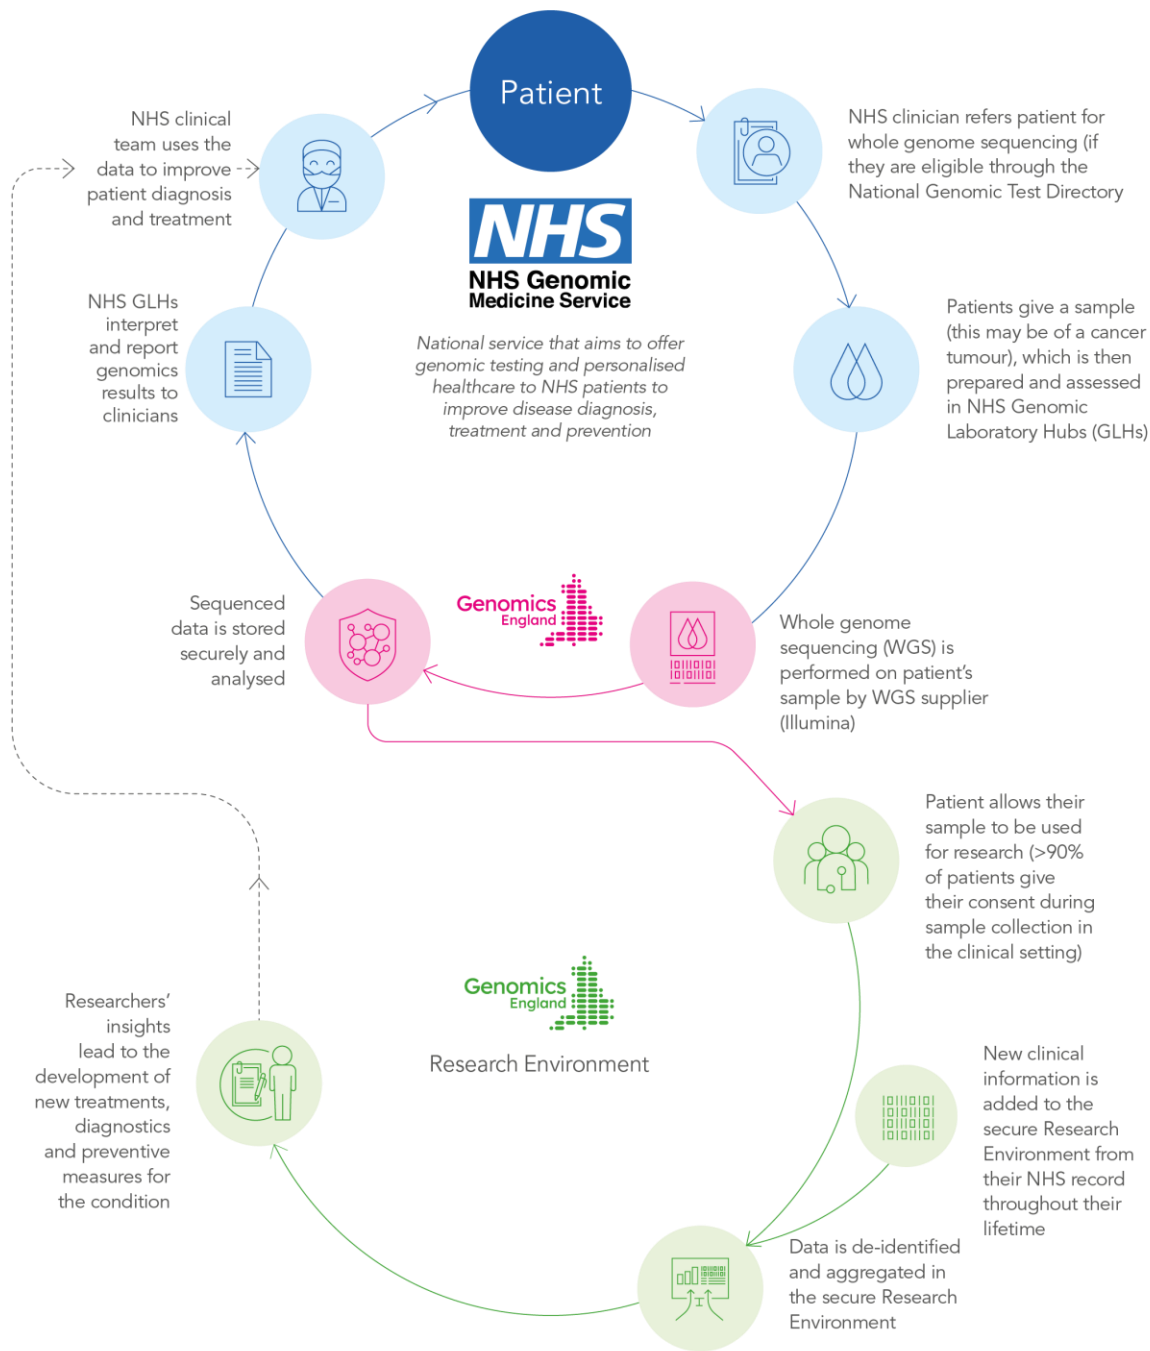 Patient
NHS clinician refers patient for
whole genome sequencing (if
they are eligible through the
National Genomic Test Directory
Patients give a sample
(this may be of a cancer
tumour), which is then
prepared and assessed
in NHS Genomic
Laboratory Hubs (GLHs)
Whole genome
sequencing (WGS) is
performed on patient’s
sample by WGS supplier
(Illumina)
Sequenced
data is stored
securely and
analysed
NHS GLHs
interpret
and report
genomics
results to
clinicians
NHS clinical
team uses the
data to improve
patient diagnosis
and treatment
NHS
NHS Genomic
Medicine Service
National service that aims to offer
genomic testing and personalised
healthcare to NHS patients to
improve disease diagnosis,
treatment and prevention
Genomics
England
Patient allows their
sample to be used
for research (>90%
of patients give
their consent during
sample collection in
the clinical setting)
New clinical
information is
added to the
secure Research
Environment from
their NHS record
throughout their
lifetime
Data is de-identified
and aggregated in
the secure Research
Environment
Researchers’
insights
lead to the
development of
new treatments,
diagnostics
and preventive
measures for
the condition
Genomics
England
Research Environment